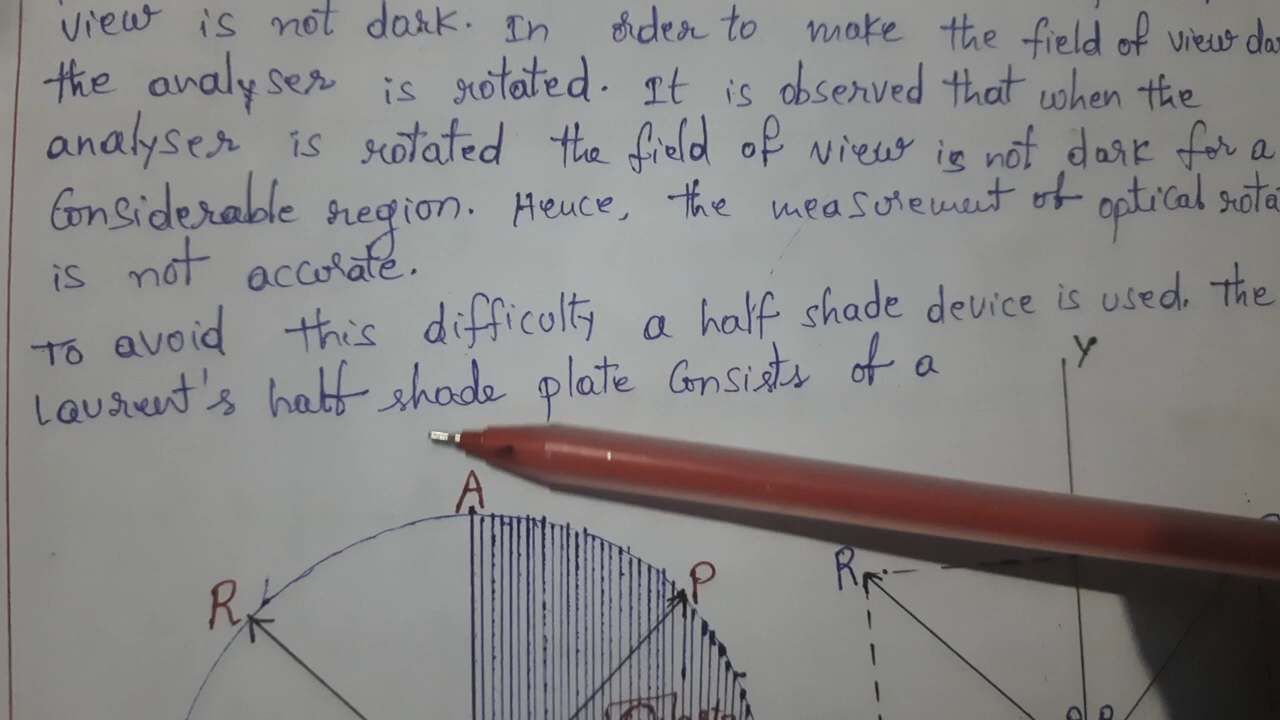 view is not dark. In order to make the field of view da
the analyser is rotated. It is observed that when the
analyser is rotated the field of view is not dark for a
Considerable region. Hence, the measurement of optical rota
is not accurate.
To avoid this difficulty a half shade device is used. The
Laurent's half shade plate Consists of a
Y
A
R
P
R